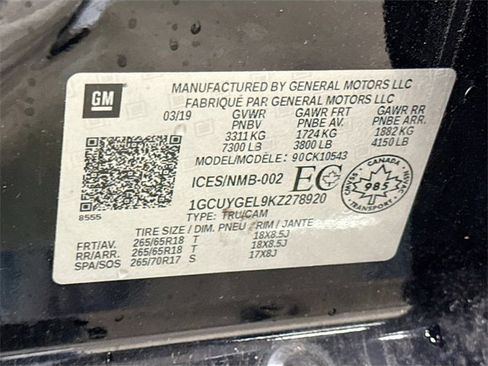 GM
MANUFACTURED BY GENERAL MOTORS LLC
FABRIQUÉ PAR GENERAL MOTORS LLC
03/19 GVWR GAWR FRT GAWR RR
PNBV PNBE AV. PNBE ARR.
3311 KG 1724 KG 1882 KG
7300 LB 3800 LB 4150 LB
MODEL/MODÈLE: 90CK10543
ICES/NMB-002 EC
CANADA
985
TRANSPORT
8555
1GCUYGEL9KZ278920
TYPE: TRU/CAM
TIRE SIZE / DIM. PNEU RIM / JANTE
FRT/AV. 265/65R18 T 18X8.5J
RR/ARR. 265/65R18 T 18X8.5J
SPA/SOS 265/70R17 S 17X8J